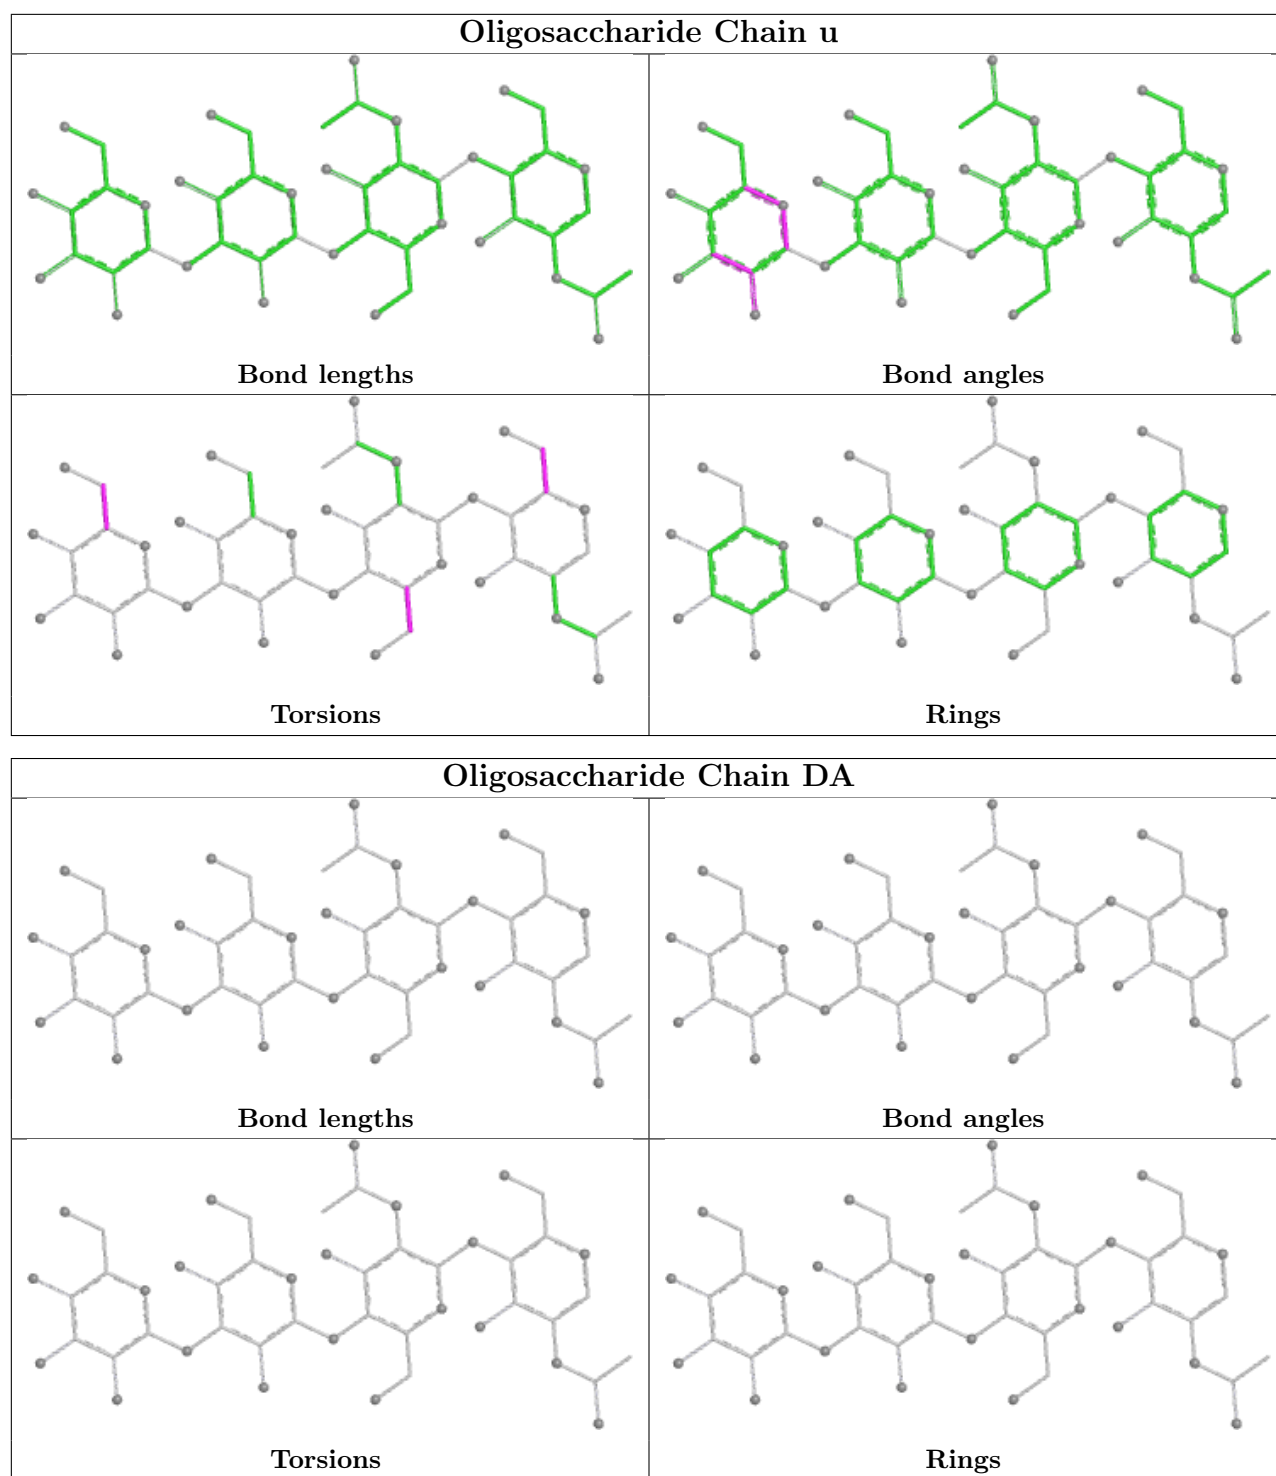 Oligosaccharide Chain u
Bond lengths
Bond angles
Torsions
Rings
Oligosaccharide Chain DA
Bond lengths
Bond angles
Torsions
Rings